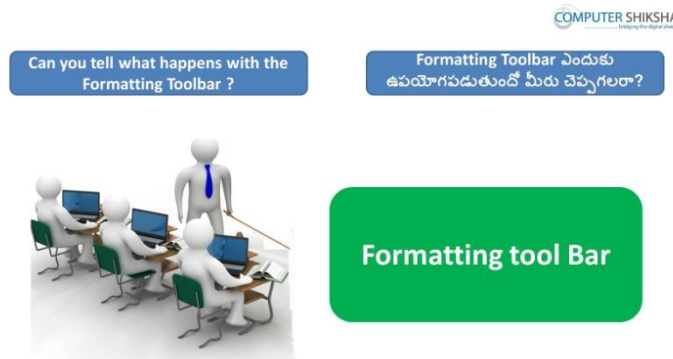 COMPUTER SHIKSHA
Can you tell what happens with the
Formatting Toolbar ?
Formatting Toolbar ఎందుకు
ఉపయోగపడుతుందో మీరు చెప్పగలరా?
Formatting tool Bar